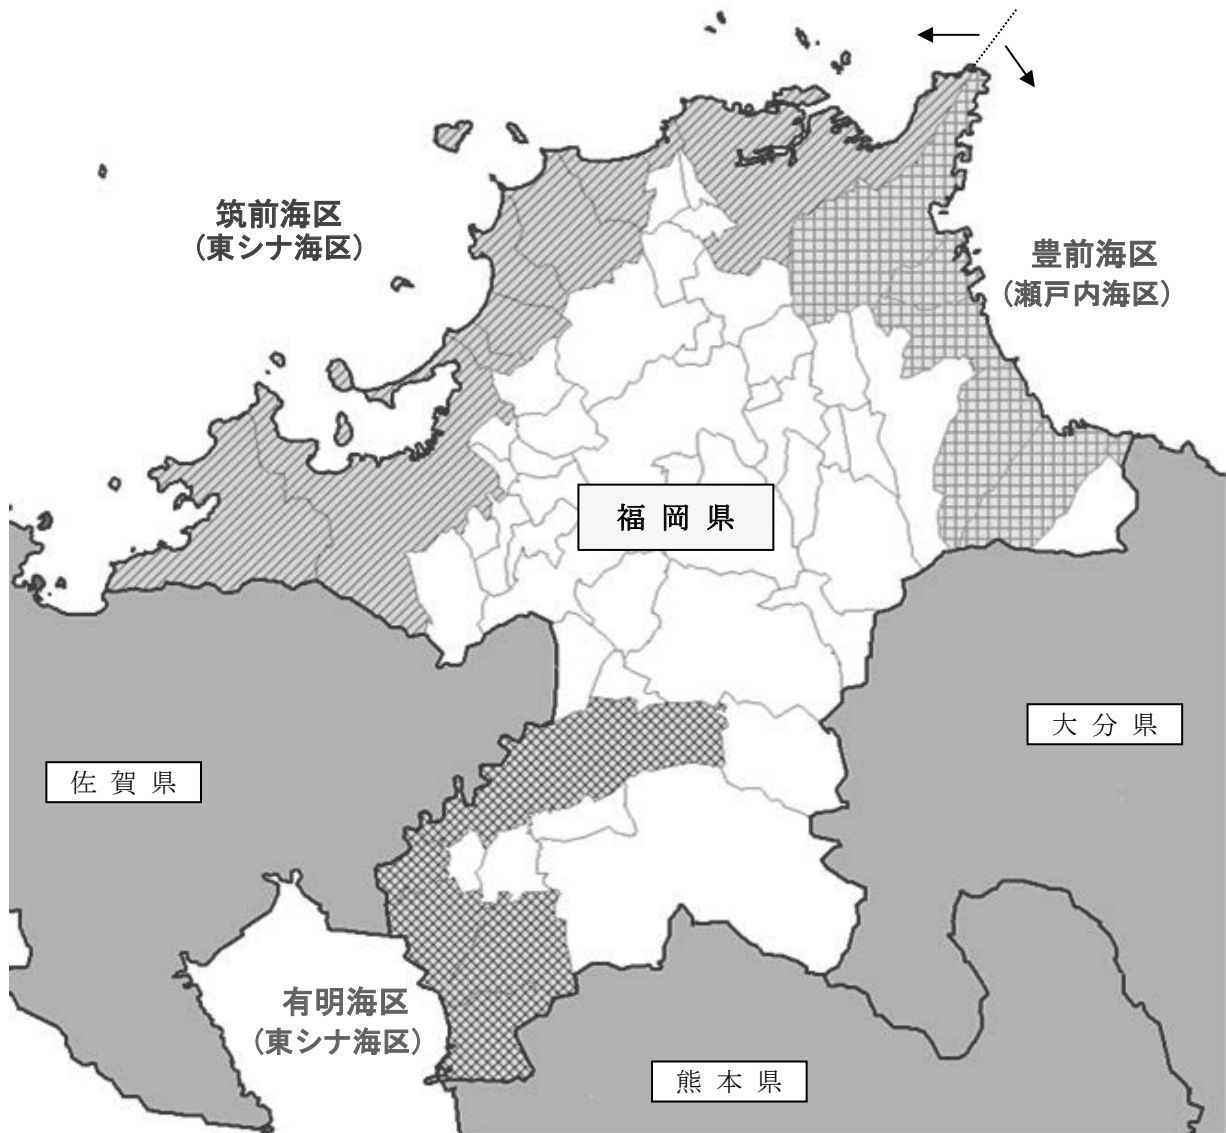 筑前海区
(東シナ海区)
豊前海区
(瀬戸内海区)
福岡県
大分県
佐賀県
有明海区
(東シナ海区)
熊本県